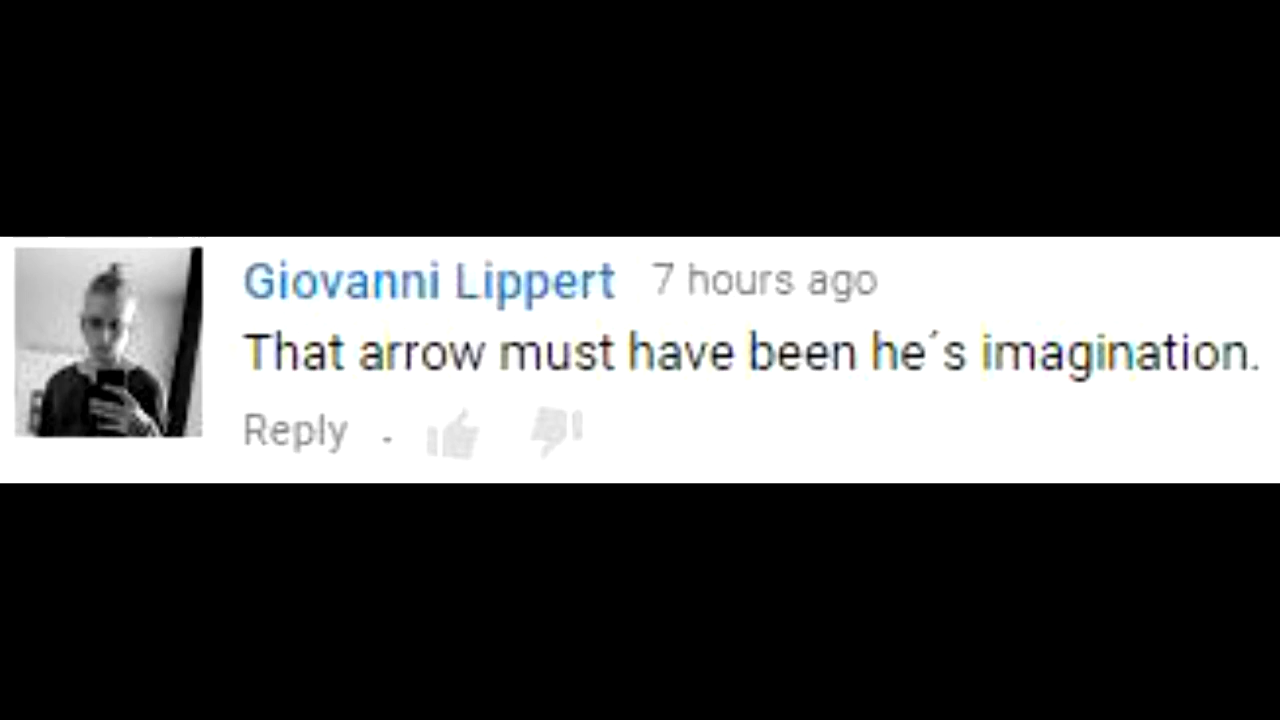 Giovanni Lippert 7 hours ago
That arrow must have been he´s imagination.
Reply .